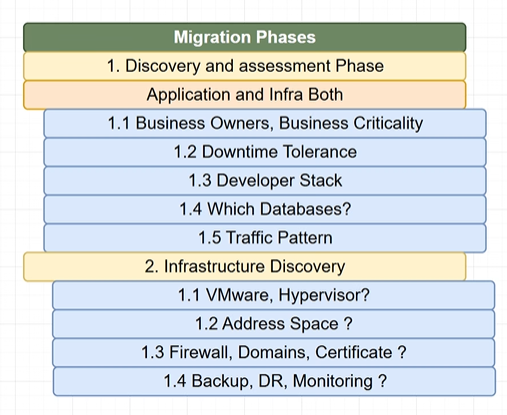 Migration Phases
1. Discovery and assessment Phase
Application and Infra Both
1.1 Business Owners, Business Criticality
1.2 Downtime Tolerance
1.3 Developer Stack
1.4 Which Databases?
1.5 Traffic Pattern
2. Infrastructure Discovery
1.1 VMware, Hypervisor?
1.2 Address Space ?
1.3 Firewall, Domains, Certificate ?
1.4 Backup, DR, Monitoring ?